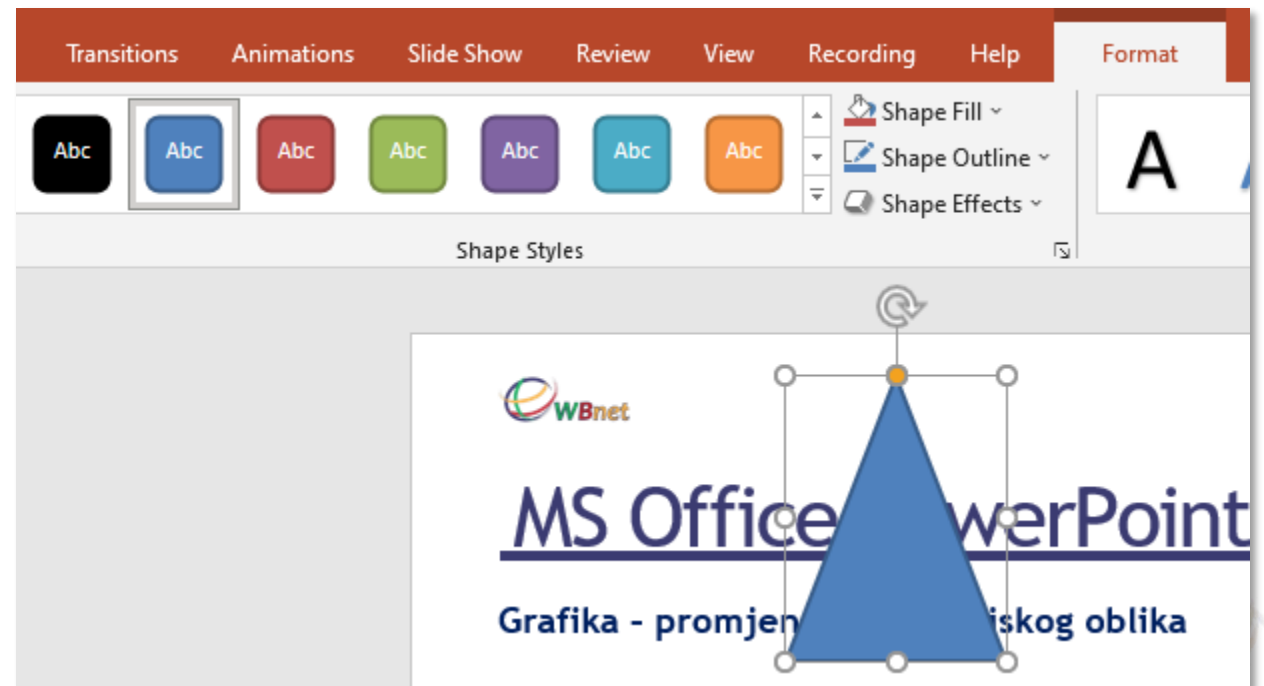 Transitions Animations Slide Show Review View Recording Help Format
Abc Abc Abc Abc Abc Abc Abc
Shape Fill
Shape Outline
Shape Effects
A
Shape Styles
WBnet
MS Office werPoint
Grafika - promjen iskog oblika